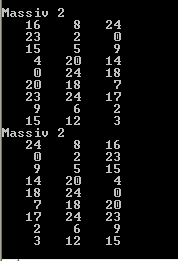 Massiv 2
16 8 24
23 2 0
15 5 9
4 20 14
0 24 18
20 18 7
23 24 17
9 6 2
15 12 3
Massiv 2
24 8 16
0 2 23
9 5 15
14 20 4
18 24 0
7 18 20
17 24 23
2 6 9
3 12 15